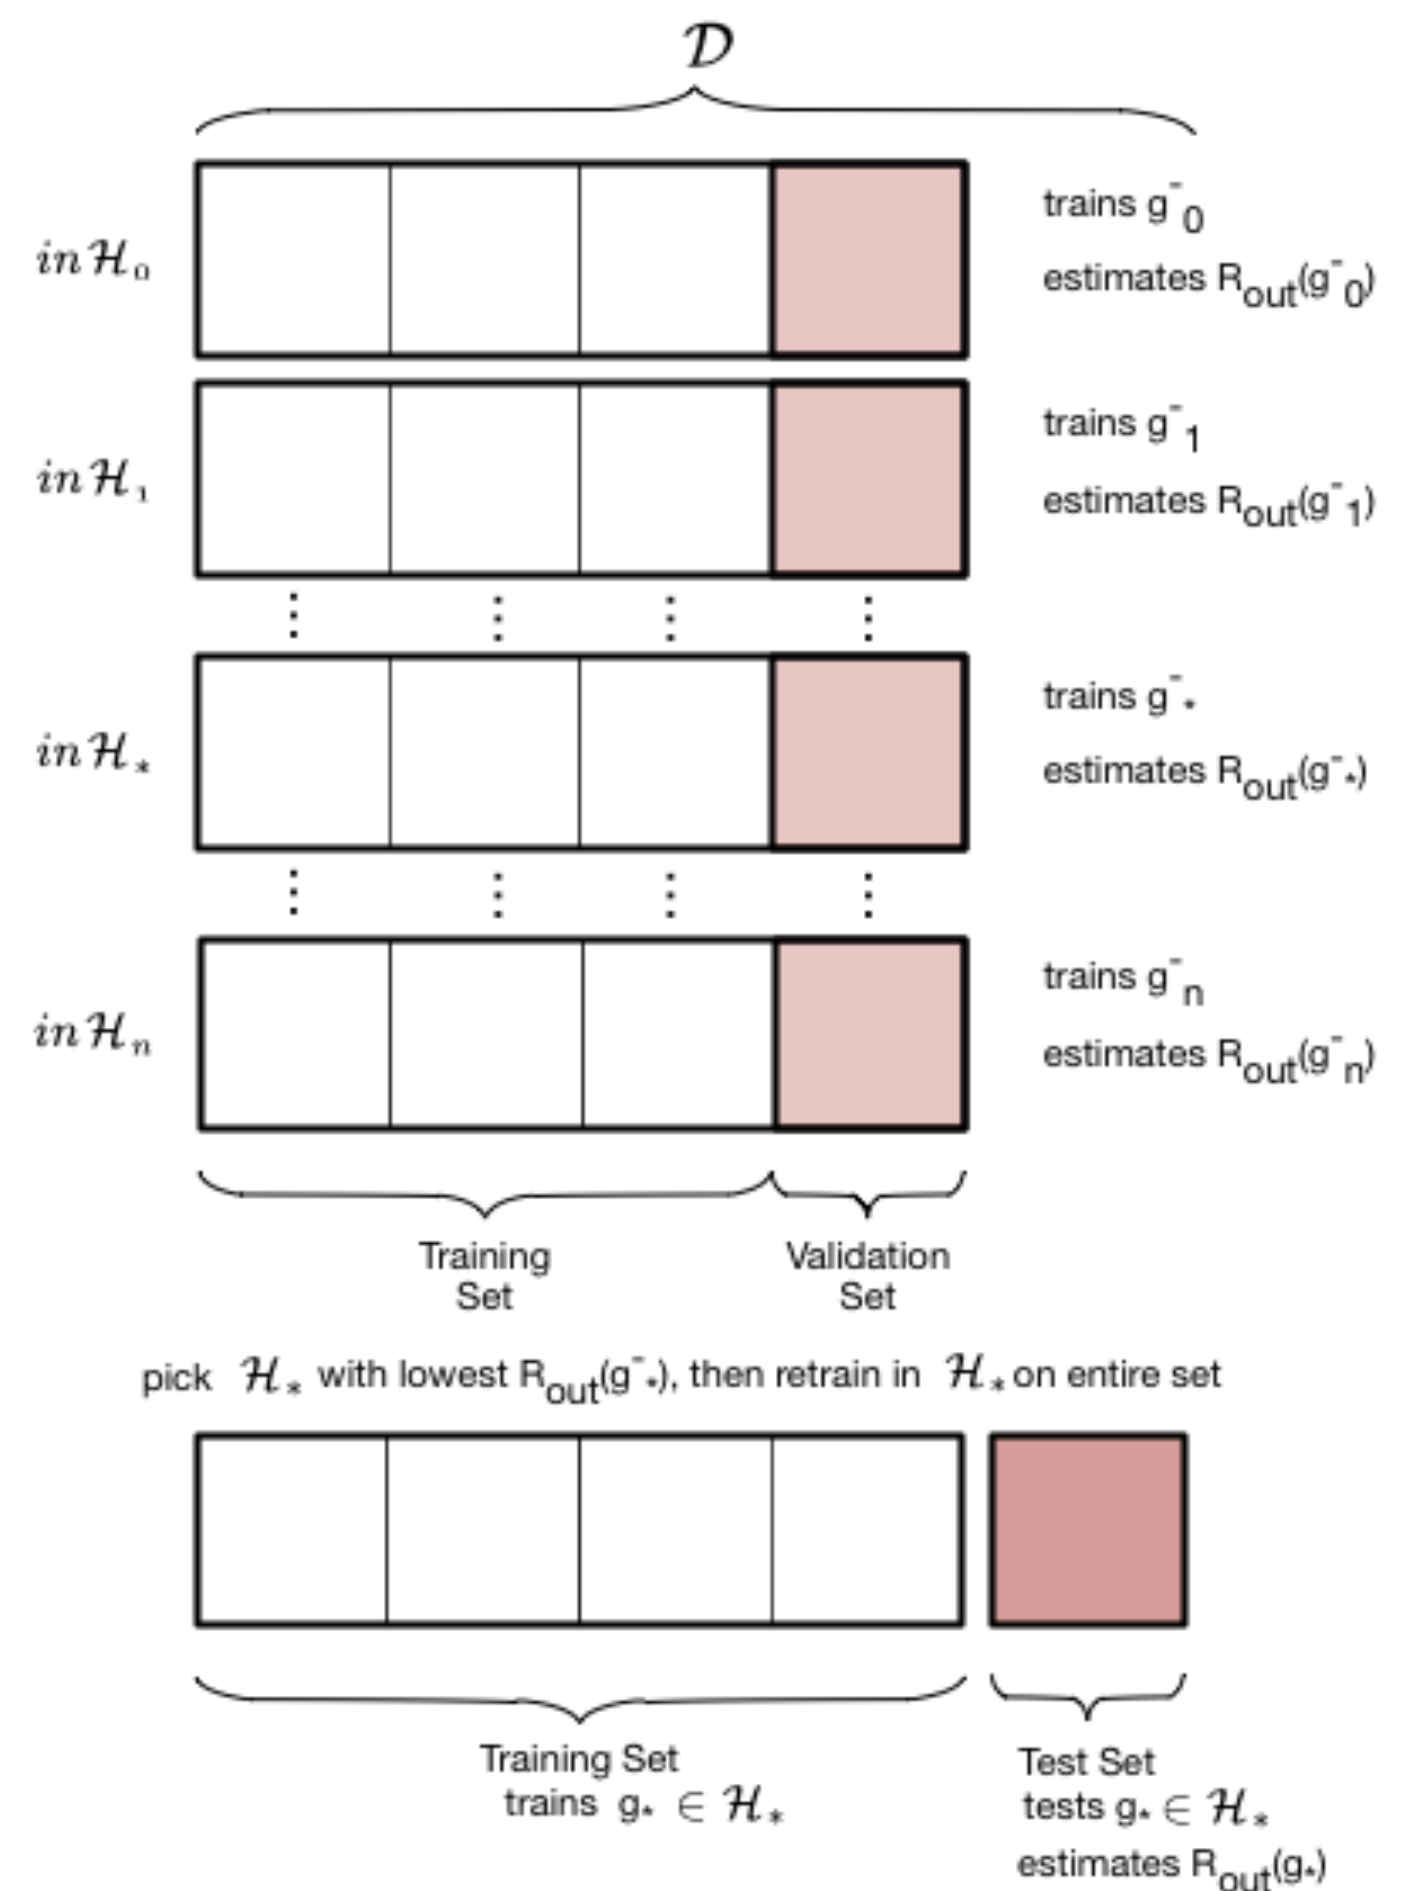 𝒟
in ℋ₀
trains g⁻₀
estimates R_out(g⁻₀)
in ℋ₁
trains g⁻₁
estimates R_out(g⁻₁)
in ℋ*
trains g⁻*
estimates R_out(g⁻*)
in ℋₙ
trains g⁻ₙ
estimates R_out(g⁻ₙ)
Training
Set
Validation
Set
pick ℋ* with lowest R_out(g⁻*), then retrain in ℋ* on entire set
Training Set
trains g* ∈ ℋ*
Test Set
tests g* ∈ ℋ*
estimates R_out(g*)